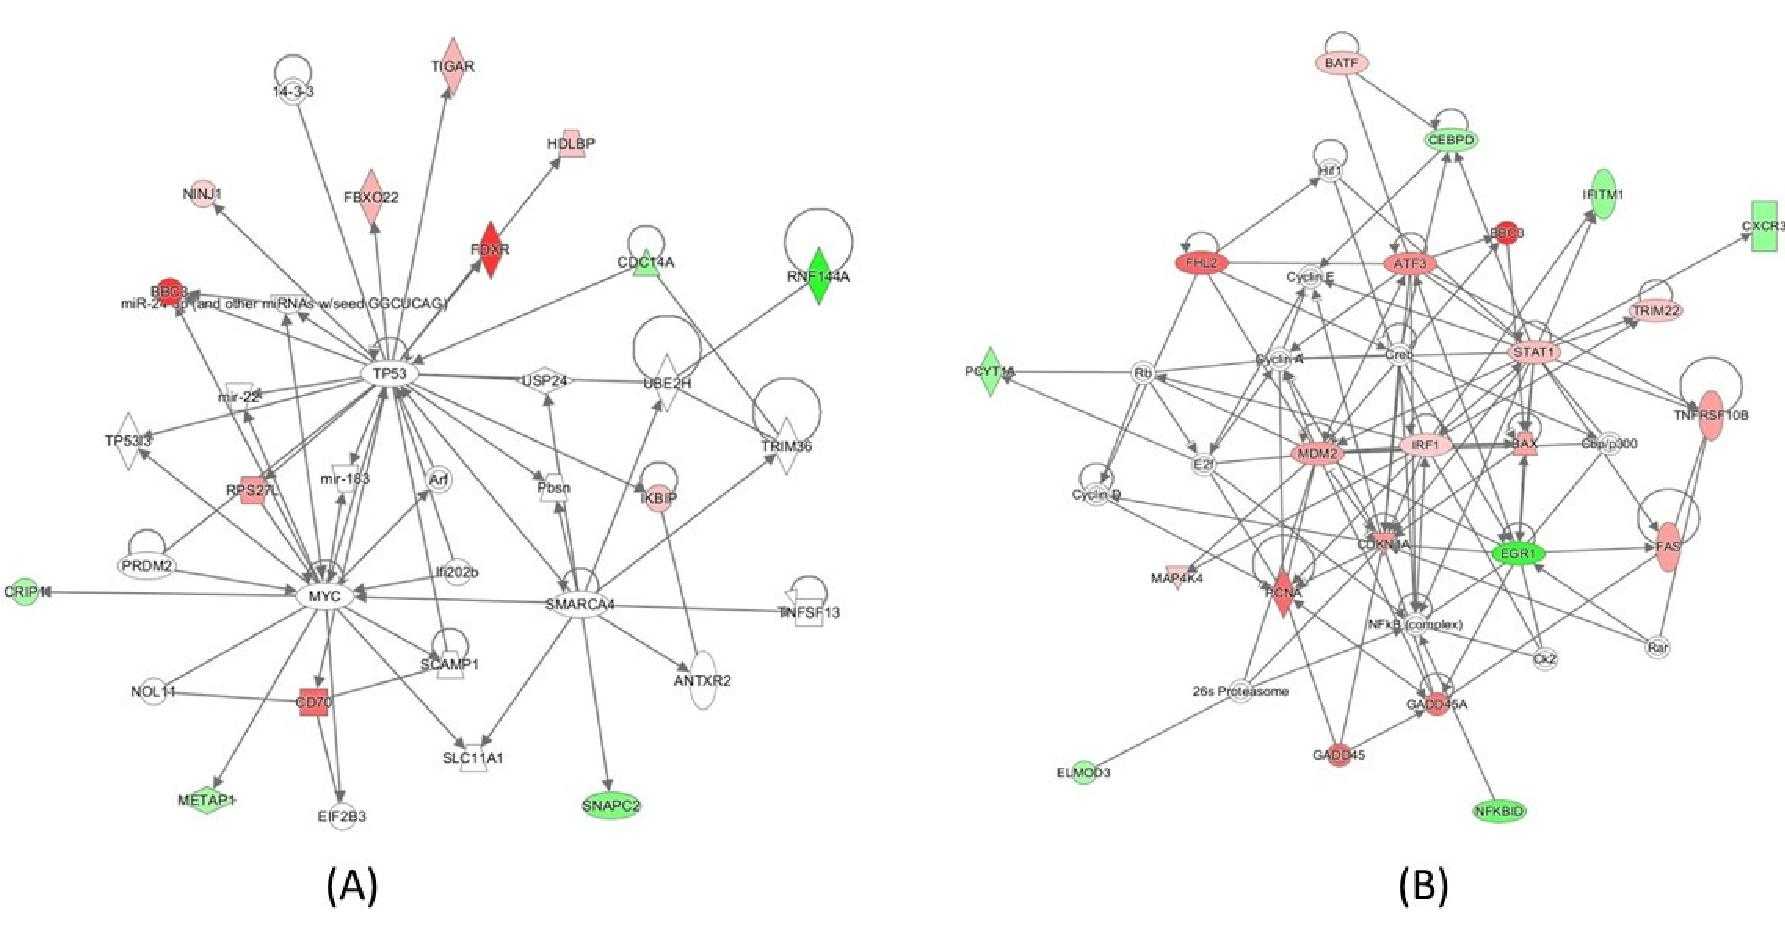 TIGAR
14-3-3
HDLBP
NINJ1
FBXO22
FDXR
CDC14A
RNF144A
BBC3
miR-24-3p (and other miRNAs w/seed GGCUCAG)
TP53
USP24
UBE2H
mir-22
TP53I3
TRIM36
RPS27L
mir-183
Arf
Pbsn
IKBIP
PRDM2
Ifi202b
CRIP1
MYC
SMARCA4
TNFSF13
SCAMP1
NOL11
CD70
ANTXR2
SLC11A1
METAP1
SNAPC2
EIF2B3
(A)
BATF
CEBPD
Hif1
IFITM1
CXCR3
BBC3
FHL2
ATF3
Cyclin E
TRIM22
STAT1
Creb
Cyclin A
PCYT1A
Rb
TNFRSF10B
MDM2
IRF1
BAX
Cbp/p300
E2f
Cyclin D
CDKN1A
EGR1
FAS
MAP4K4
PCNA
NFkB (complex)
Rar
Ck2
26s Proteasome
GADD45A
GADD45
ELMOD3
NFKBID
(B)